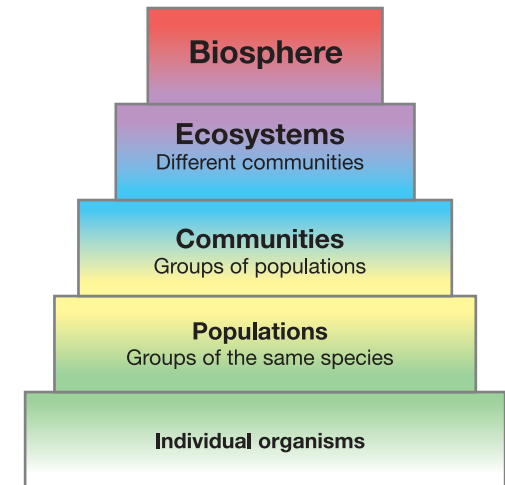 Biosphere
Ecosystems
Different communities
Communities
Groups of populations
Populations
Groups of the same species
Individual organisms